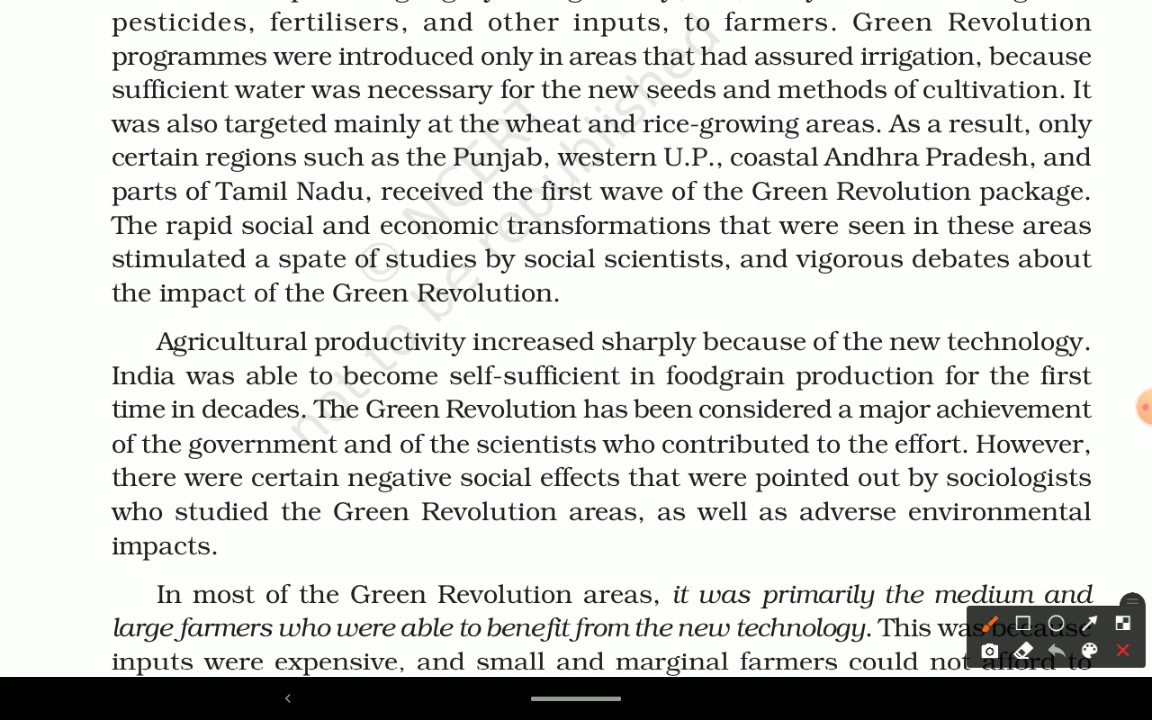 pesticides, fertilisers, and other inputs, to farmers. Green Revolution
programmes were introduced only in areas that had assured irrigation, because
sufficient water was necessary for the new seeds and methods of cultivation. It
was also targeted mainly at the wheat and rice-growing areas. As a result, only
certain regions such as the Punjab, western U.P., coastal Andhra Pradesh, and
parts of Tamil Nadu, received the first wave of the Green Revolution package.
The rapid social and economic transformations that were seen in these areas
stimulated a spate of studies by social scientists, and vigorous debates about
the impact of the Green Revolution.
Agricultural productivity increased sharply because of the new technology.
India was able to become self-sufficient in foodgrain production for the first
time in decades. The Green Revolution has been considered a major achievement
of the government and of the scientists who contributed to the effort. However,
there were certain negative social effects that were pointed out by sociologists
who studied the Green Revolution areas, as well as adverse environmental
impacts.
In most of the Green Revolution areas, it was primarily the medium and
large farmers who were able to benefit from the new technology. This was because
inputs were expensive, and small and marginal farmers could not afford to
© NCERT
not to be republished